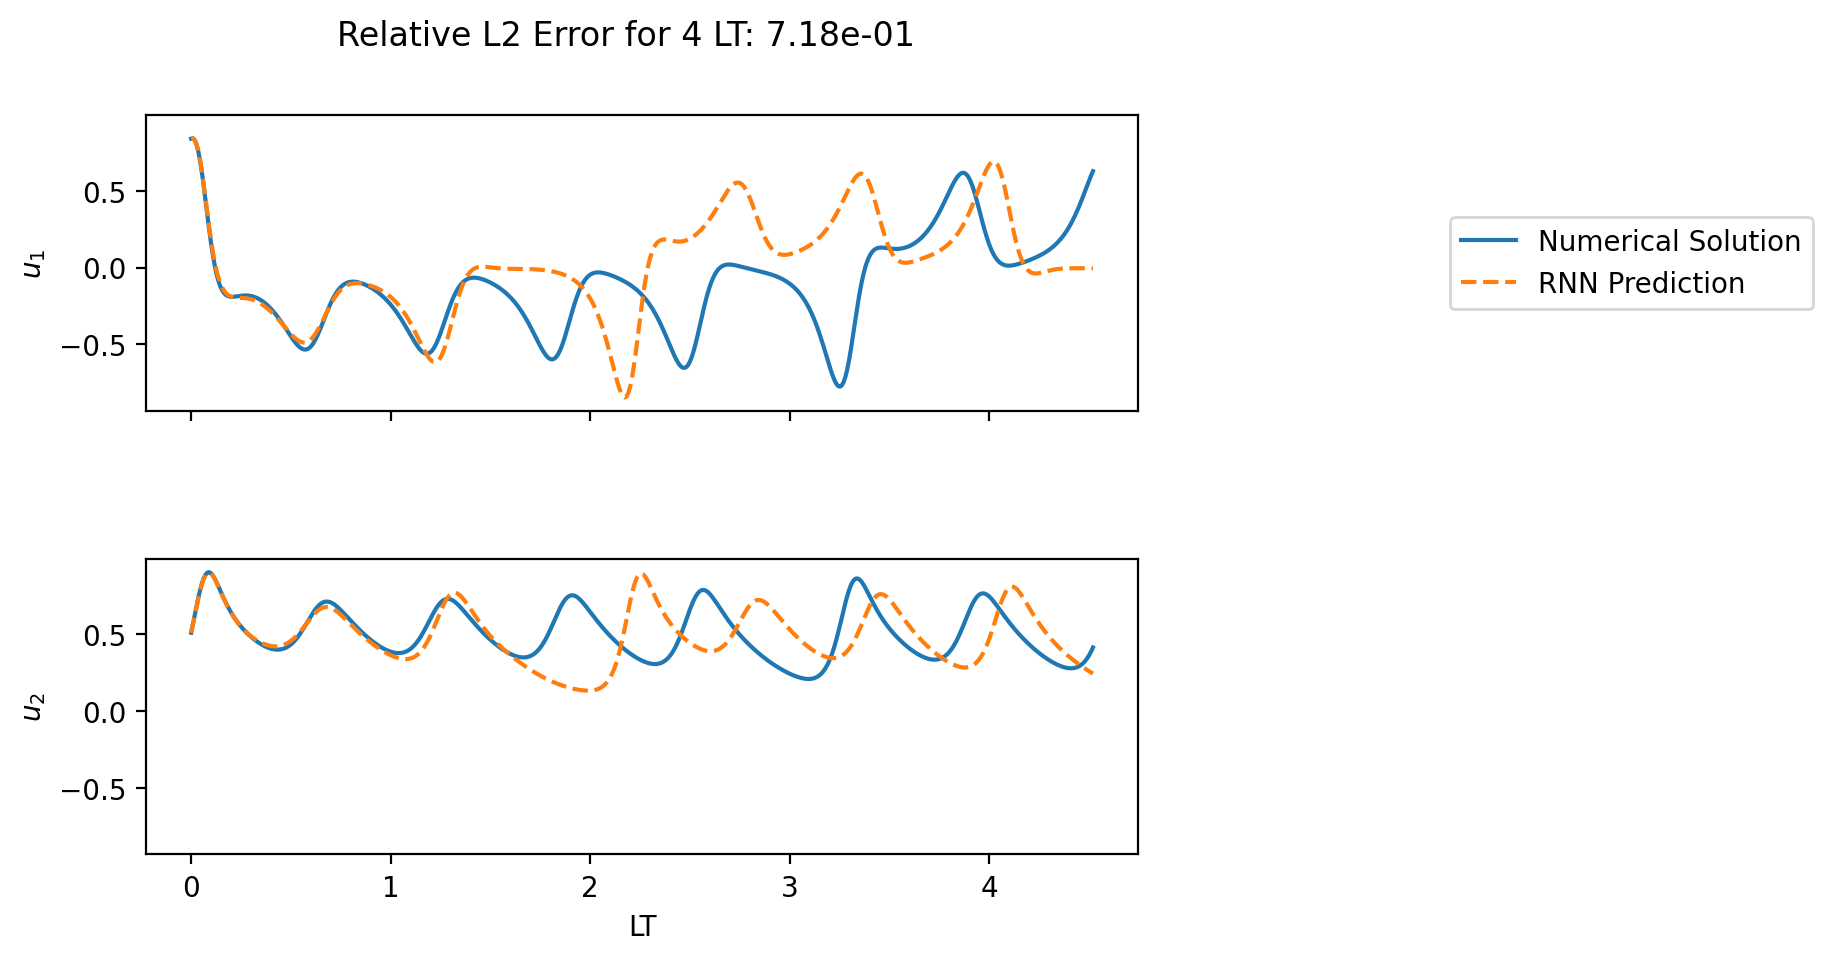 Relative L2 Error for 4 LT: 7.18e-01
0.5
0.0
−0.5
u₁
Numerical Solution
RNN Prediction
0.5
0.0
−0.5
u₂
0 1 2 3 4
LT